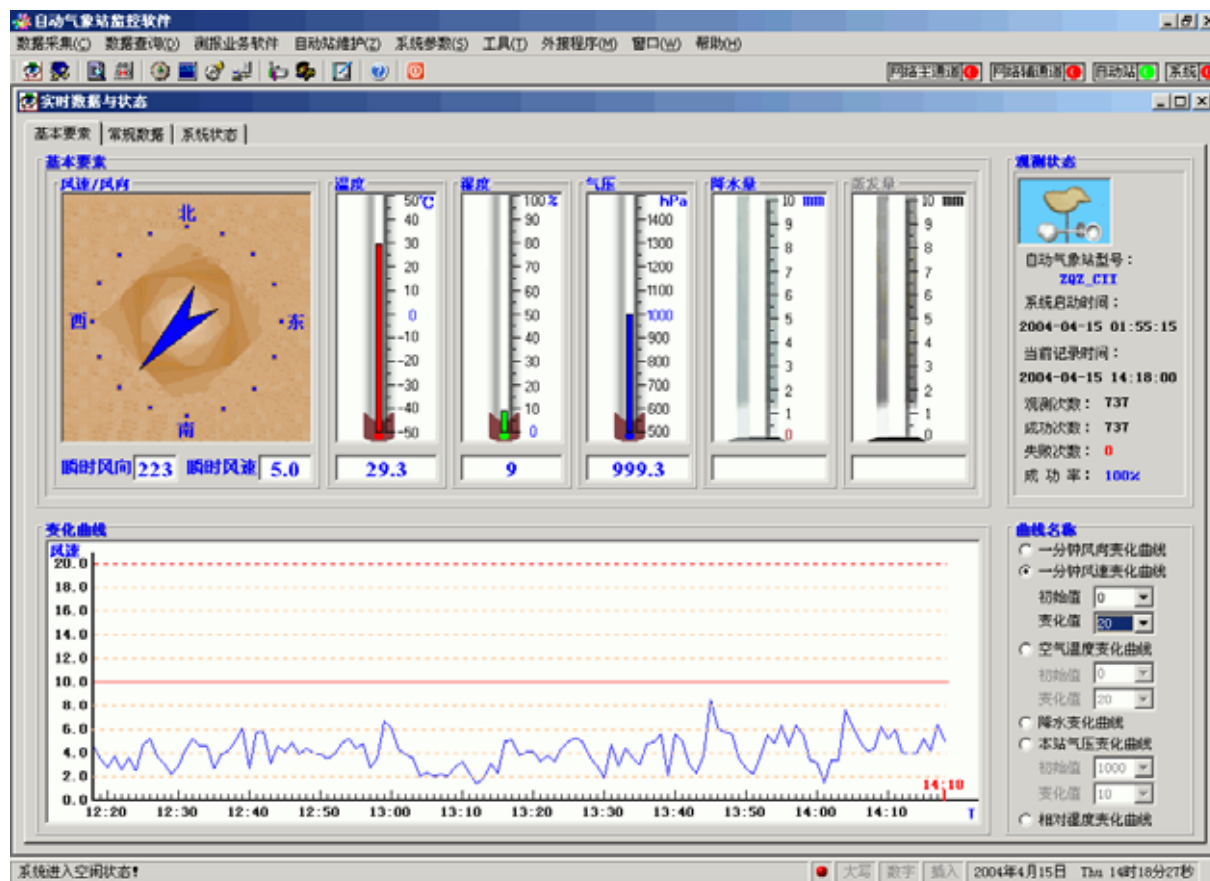 自动气象站监控软件
数据采集(C) 数据查询(D) 测报业务软件 自动站维护(Z) 系统参数(S) 工具(T) 外接程序(M) 窗口(W) 帮助(H)
网络主通道 网络辅通道 自动站 系统
实时数据与状态
基本要素 常规数据 系统状态
基本要素
风速/风向
北
西 东
南
瞬时风向 223 瞬时风速 5.0
温度
50℃
40
30
20
10
0
-10
-20
-30
-40
-50
29.3
湿度
100%
90
80
70
60
50
40
30
20
10
0
9
气压
hPa
1400
1300
1200
1100
1000
900
800
700
600
500
999.3
降水量
10 mm
9
8
7
6
5
4
3
2
1
0
蒸发量
10 mm
9
8
7
6
5
4
3
2
1
0
观测状态
自动气象站型号：
ZQZ_CII
系统启动时间：
2004-04-15 01:55:15
当前记录时间：
2004-04-15 14:18:00
观测次数： 737
成功次数： 737
失败次数： 0
成 功 率： 100%
变化曲线
风速
20.0
18.0
16.0
14.0
12.0
10.0
8.0
6.0
4.0
2.0
0.0
14:18
12:20 12:30 12:40 12:50 13:00 13:10 13:20 13:30 13:40 13:50 14:00 14:10 T
曲线名称
一分钟风向变化曲线
一分钟风速变化曲线
初始值 0
变化值 20
空气温度变化曲线
初始值 0
变化值 20
降水变化曲线
本站气压变化曲线
初始值 1000
变化值 10
相对湿度变化曲线
系统进入空闲状态! 大写 数字 插入 2004年4月15日 Thu 14时18分27秒